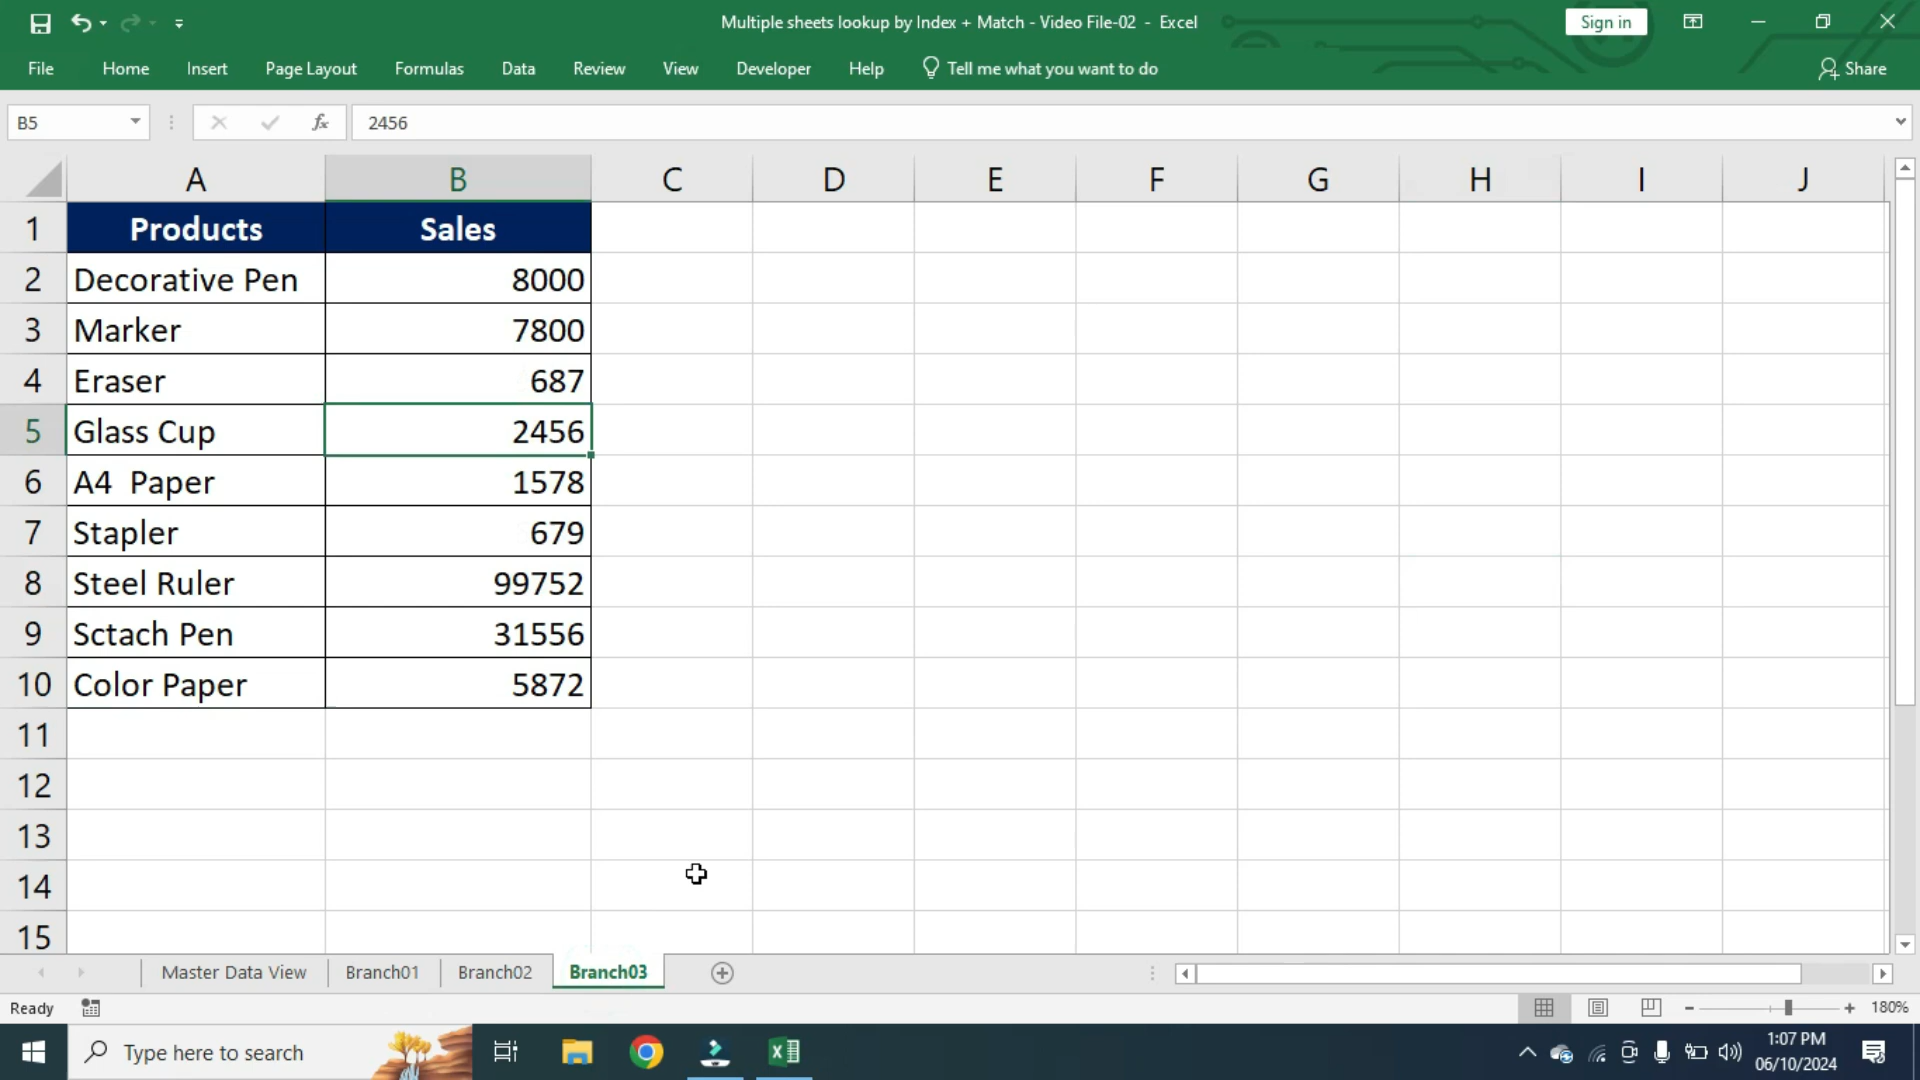 Multiple sheets lookup by Index + Match - Video File-02 - Excel
Sign in
File Home Insert Page Layout Formulas Data Review View Developer Help Tell me what you want to do Share
B5 fx 2456
A B C D E F G H I J
1 Products Sales
2 Decorative Pen 8000
3 Marker 7800
4 Eraser 687
5 Glass Cup 2456
6 A4  Paper 1578
7 Stapler 679
8 Steel Ruler 99752
9 Sctach Pen 31556
10 Color Paper 5872
11
12
13
14
15
Master Data View Branch01 Branch02 Branch03
Ready 180%
Type here to search
1:07 PM
06/10/2024